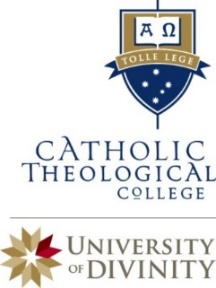 Α Ω
TOLLE LEGE
CATHOLIC
THEOLOGICAL
COLLEGE
UNIVERSITY
OF DIVINITY